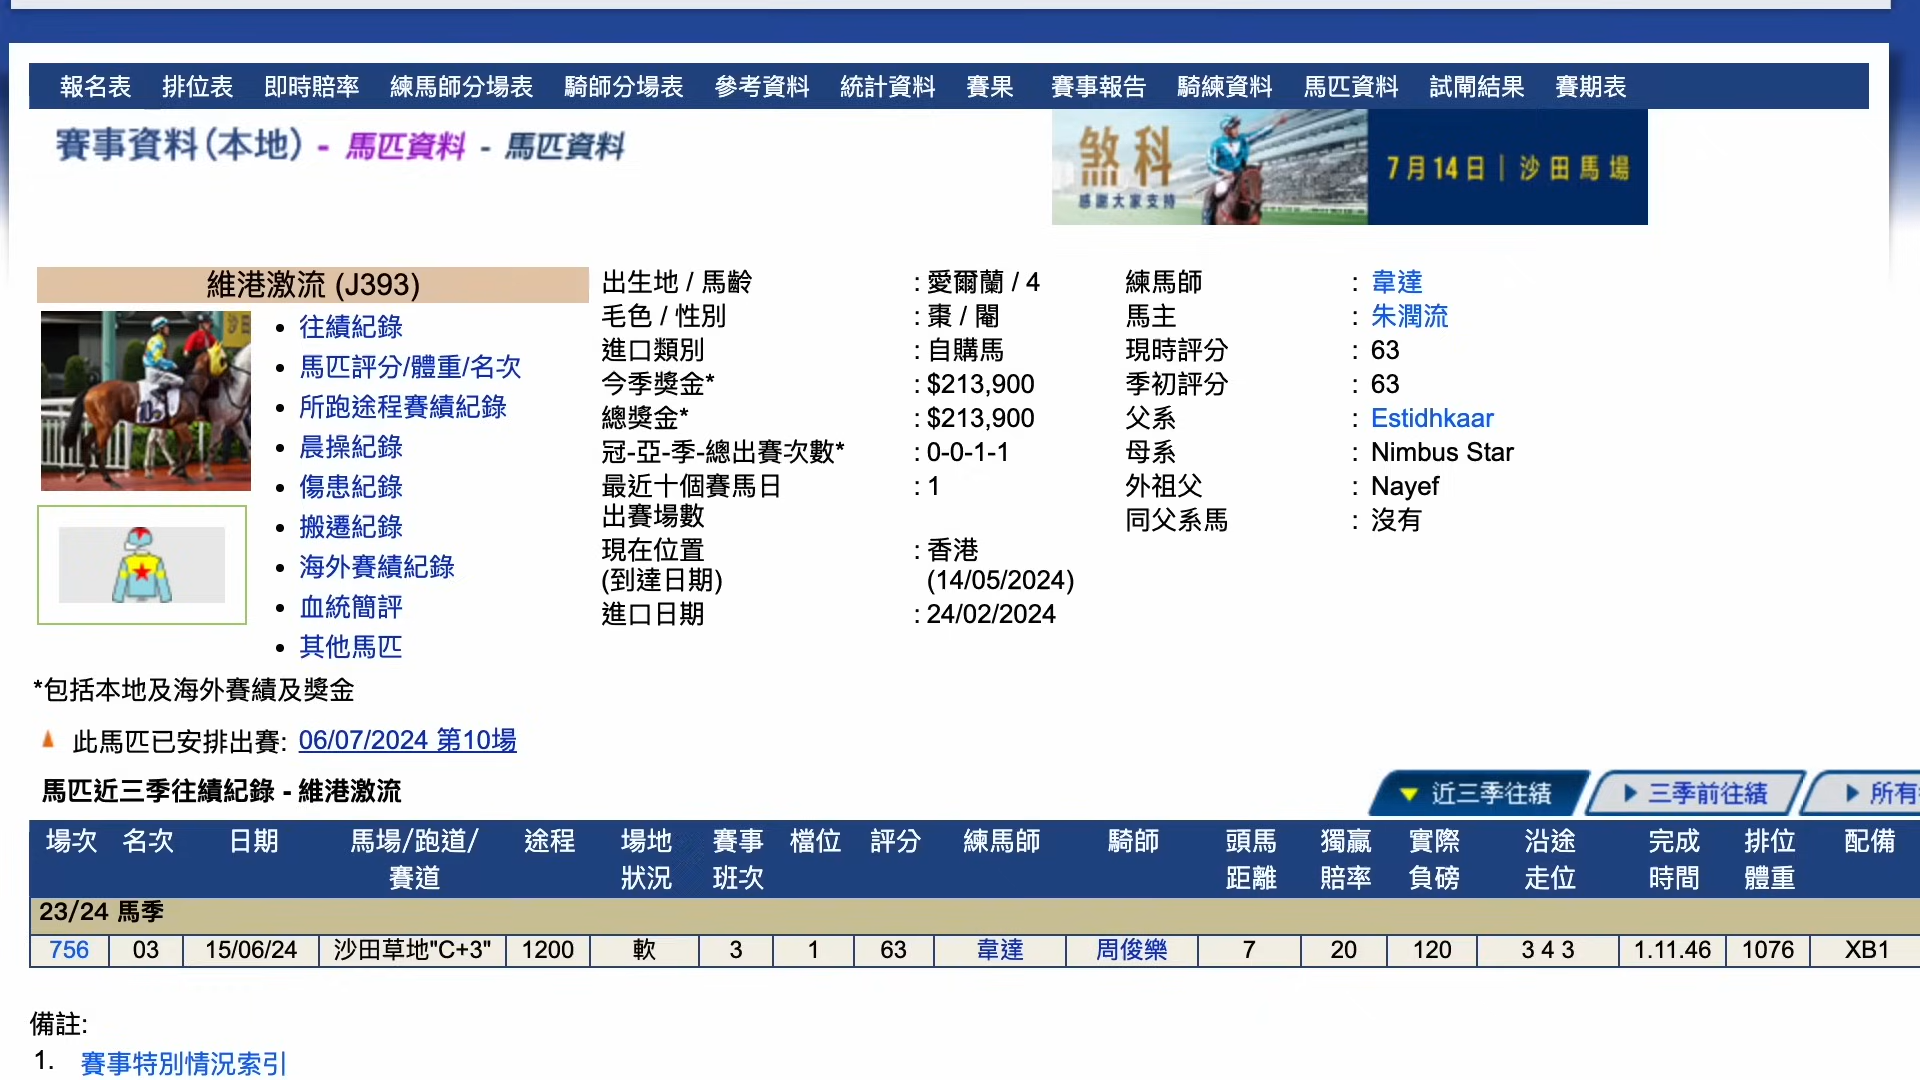 報名表 排位表 即時賠率 練馬師分場表 騎師分場表 參考資料 統計資料 賽果 賽事報告 騎練資料 馬匹資料 試閘結果 賽期表
賽事資料(本地) - 馬匹資料 - 馬匹資料
煞科
感謝大家支持
7月14日 | 沙田馬場
維港激流 (J393)
往績紀錄
馬匹評分/體重/名次
所跑途程賽績紀錄
晨操紀錄
傷患紀錄
搬遷紀錄
海外賽績紀錄
血統簡評
其他馬匹
出生地 / 馬齡 : 愛爾蘭 / 4
毛色 / 性別 : 棗 / 閹
進口類別 : 自購馬
今季獎金* : $213,900
總獎金* : $213,900
冠-亞-季-總出賽次數* : 0-0-1-1
最近十個賽馬日 : 1
出賽場數
現在位置 : 香港
(到達日期) (14/05/2024)
進口日期 : 24/02/2024
練馬師 : 韋達
馬主 : 朱潤流
現時評分 : 63
季初評分 : 63
父系 : Estidhkaar
母系 : Nimbus Star
外祖父 : Nayef
同父系馬 : 沒有
*包括本地及海外賽績及獎金
此馬匹已安排出賽: 06/07/2024 第10場
馬匹近三季往績紀錄 - 維港激流
近三季往績 三季前往績 所有
場次 名次 日期 馬場/跑道/ 途程 場地 賽事 檔位 評分 練馬師 騎師 頭馬 獨贏 實際 沿途 完成 排位 配備
賽道 狀況 班次 距離 賠率 負磅 走位 時間 體重
23/24 馬季
756 03 15/06/24 沙田草地"C+3" 1200 軟 3 1 63 韋達 周俊樂 7 20 120 3 4 3 1.11.46 1076 XB1
備註:
1. 賽事特別情況索引